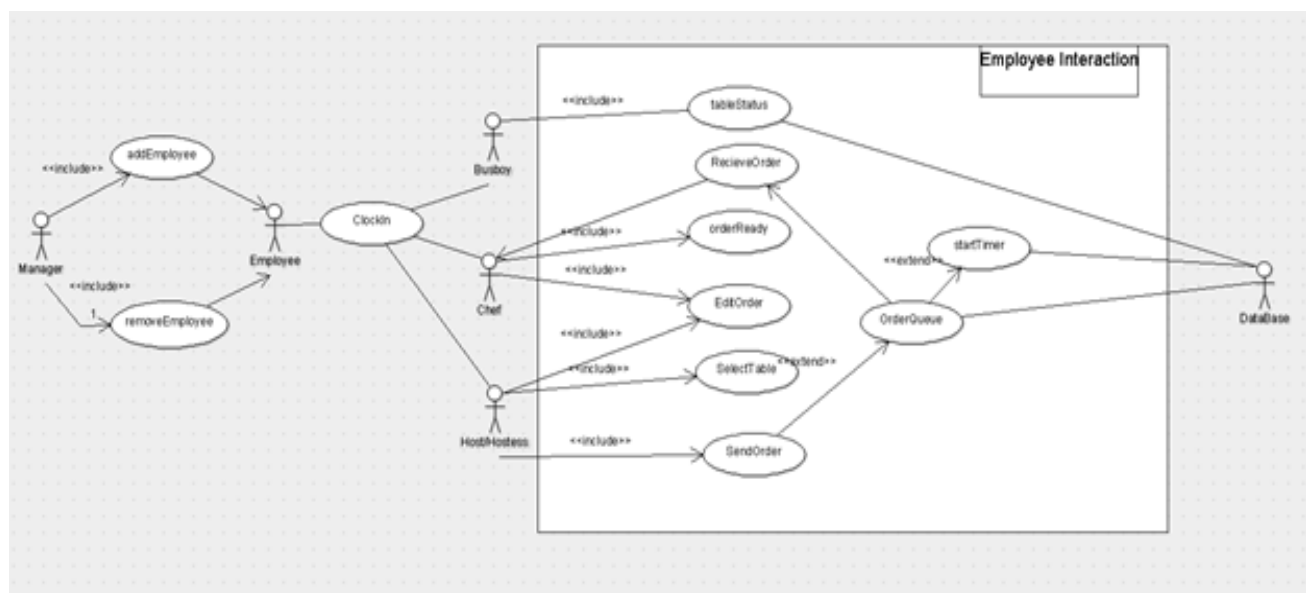 Employee Interaction
<<include>>
tableStatus
addEmployee
<<include>>
Busboy
RecieveOrder
ClockIn
Manager
Employee
<<include>>
orderReady
startTimer
<<extend>>
<<include>>
<<include>>
Chef
EditOrder
OrderQueue
DataBase
1
removeEmployee
<<include>>
<<include>>
SelectTable
<<extend>>
Host/Hostess
<<include>>
SendOrder